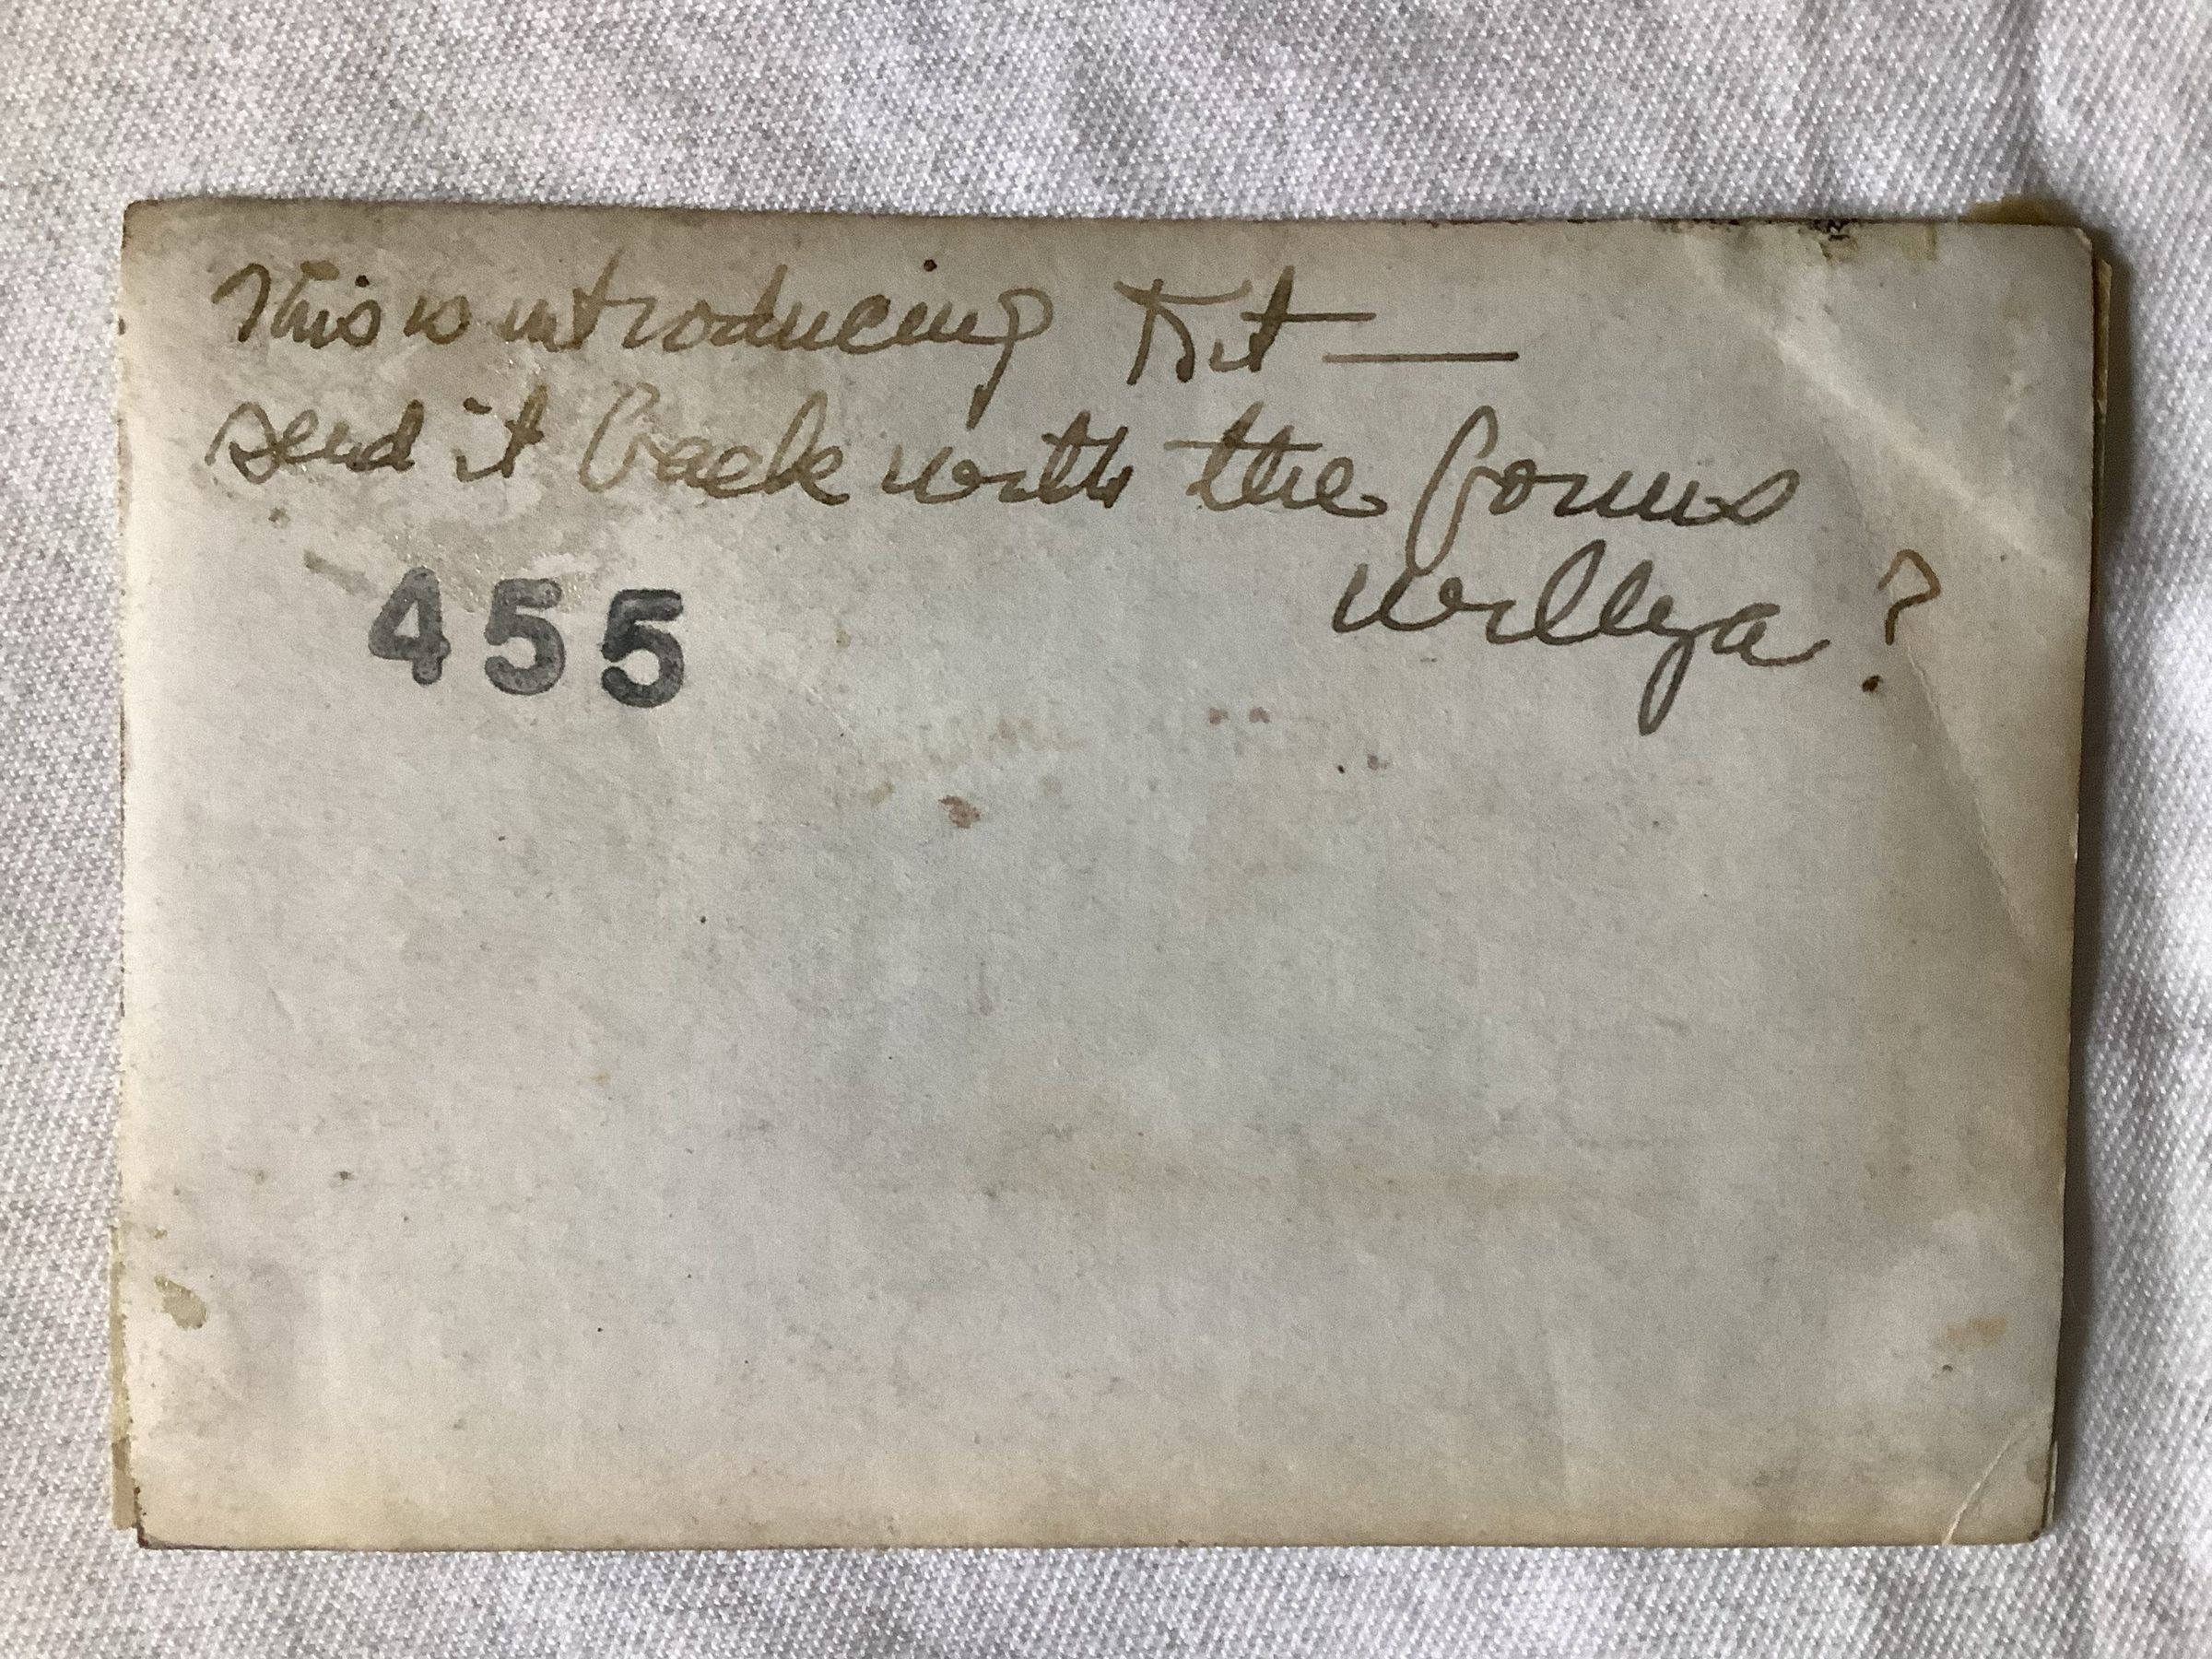 This is introducing Kit —
send it back with the forms
willya ?
455